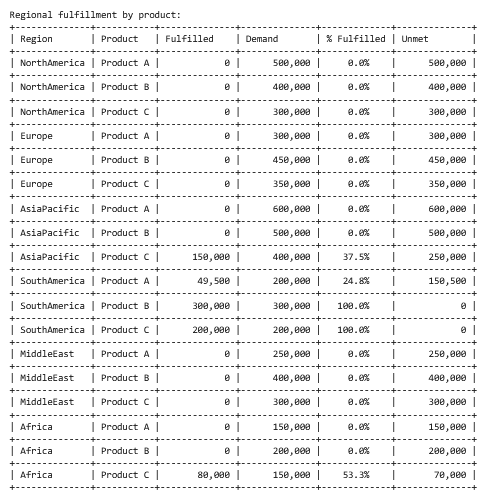 Regional fulfillment by product:
+--------------+-----------+-------------+------------+-------------+-------------+
| Region | Product | Fulfilled | Demand | % Fulfilled | Unmet |
| NorthAmerica | Product A | 0 | 500,000 | 0.0% | 500,000 |
| NorthAmerica | Product B | 0 | 400,000 | 0.0% | 400,000 |
| NorthAmerica | Product C | 0 | 300,000 | 0.0% | 300,000 |
| Europe | Product A | 0 | 300,000 | 0.0% | 300,000 |
| Europe | Product B | 0 | 450,000 | 0.0% | 450,000 |
| Europe | Product C | 0 | 350,000 | 0.0% | 350,000 |
| AsiaPacific | Product A | 0 | 600,000 | 0.0% | 600,000 |
| AsiaPacific | Product B | 0 | 500,000 | 0.0% | 500,000 |
| AsiaPacific | Product C | 150,000 | 400,000 | 37.5% | 250,000 |
| SouthAmerica | Product A | 49,500 | 200,000 | 24.8% | 150,500 |
| SouthAmerica | Product B | 300,000 | 300,000 | 100.0% | 0 |
| SouthAmerica | Product C | 200,000 | 200,000 | 100.0% | 0 |
| MiddleEast | Product A | 0 | 250,000 | 0.0% | 250,000 |
| MiddleEast | Product B | 0 | 400,000 | 0.0% | 400,000 |
| MiddleEast | Product C | 0 | 300,000 | 0.0% | 300,000 |
| Africa | Product A | 0 | 150,000 | 0.0% | 150,000 |
| Africa | Product B | 0 | 200,000 | 0.0% | 200,000 |
| Africa | Product C | 80,000 | 150,000 | 53.3% | 70,000 |